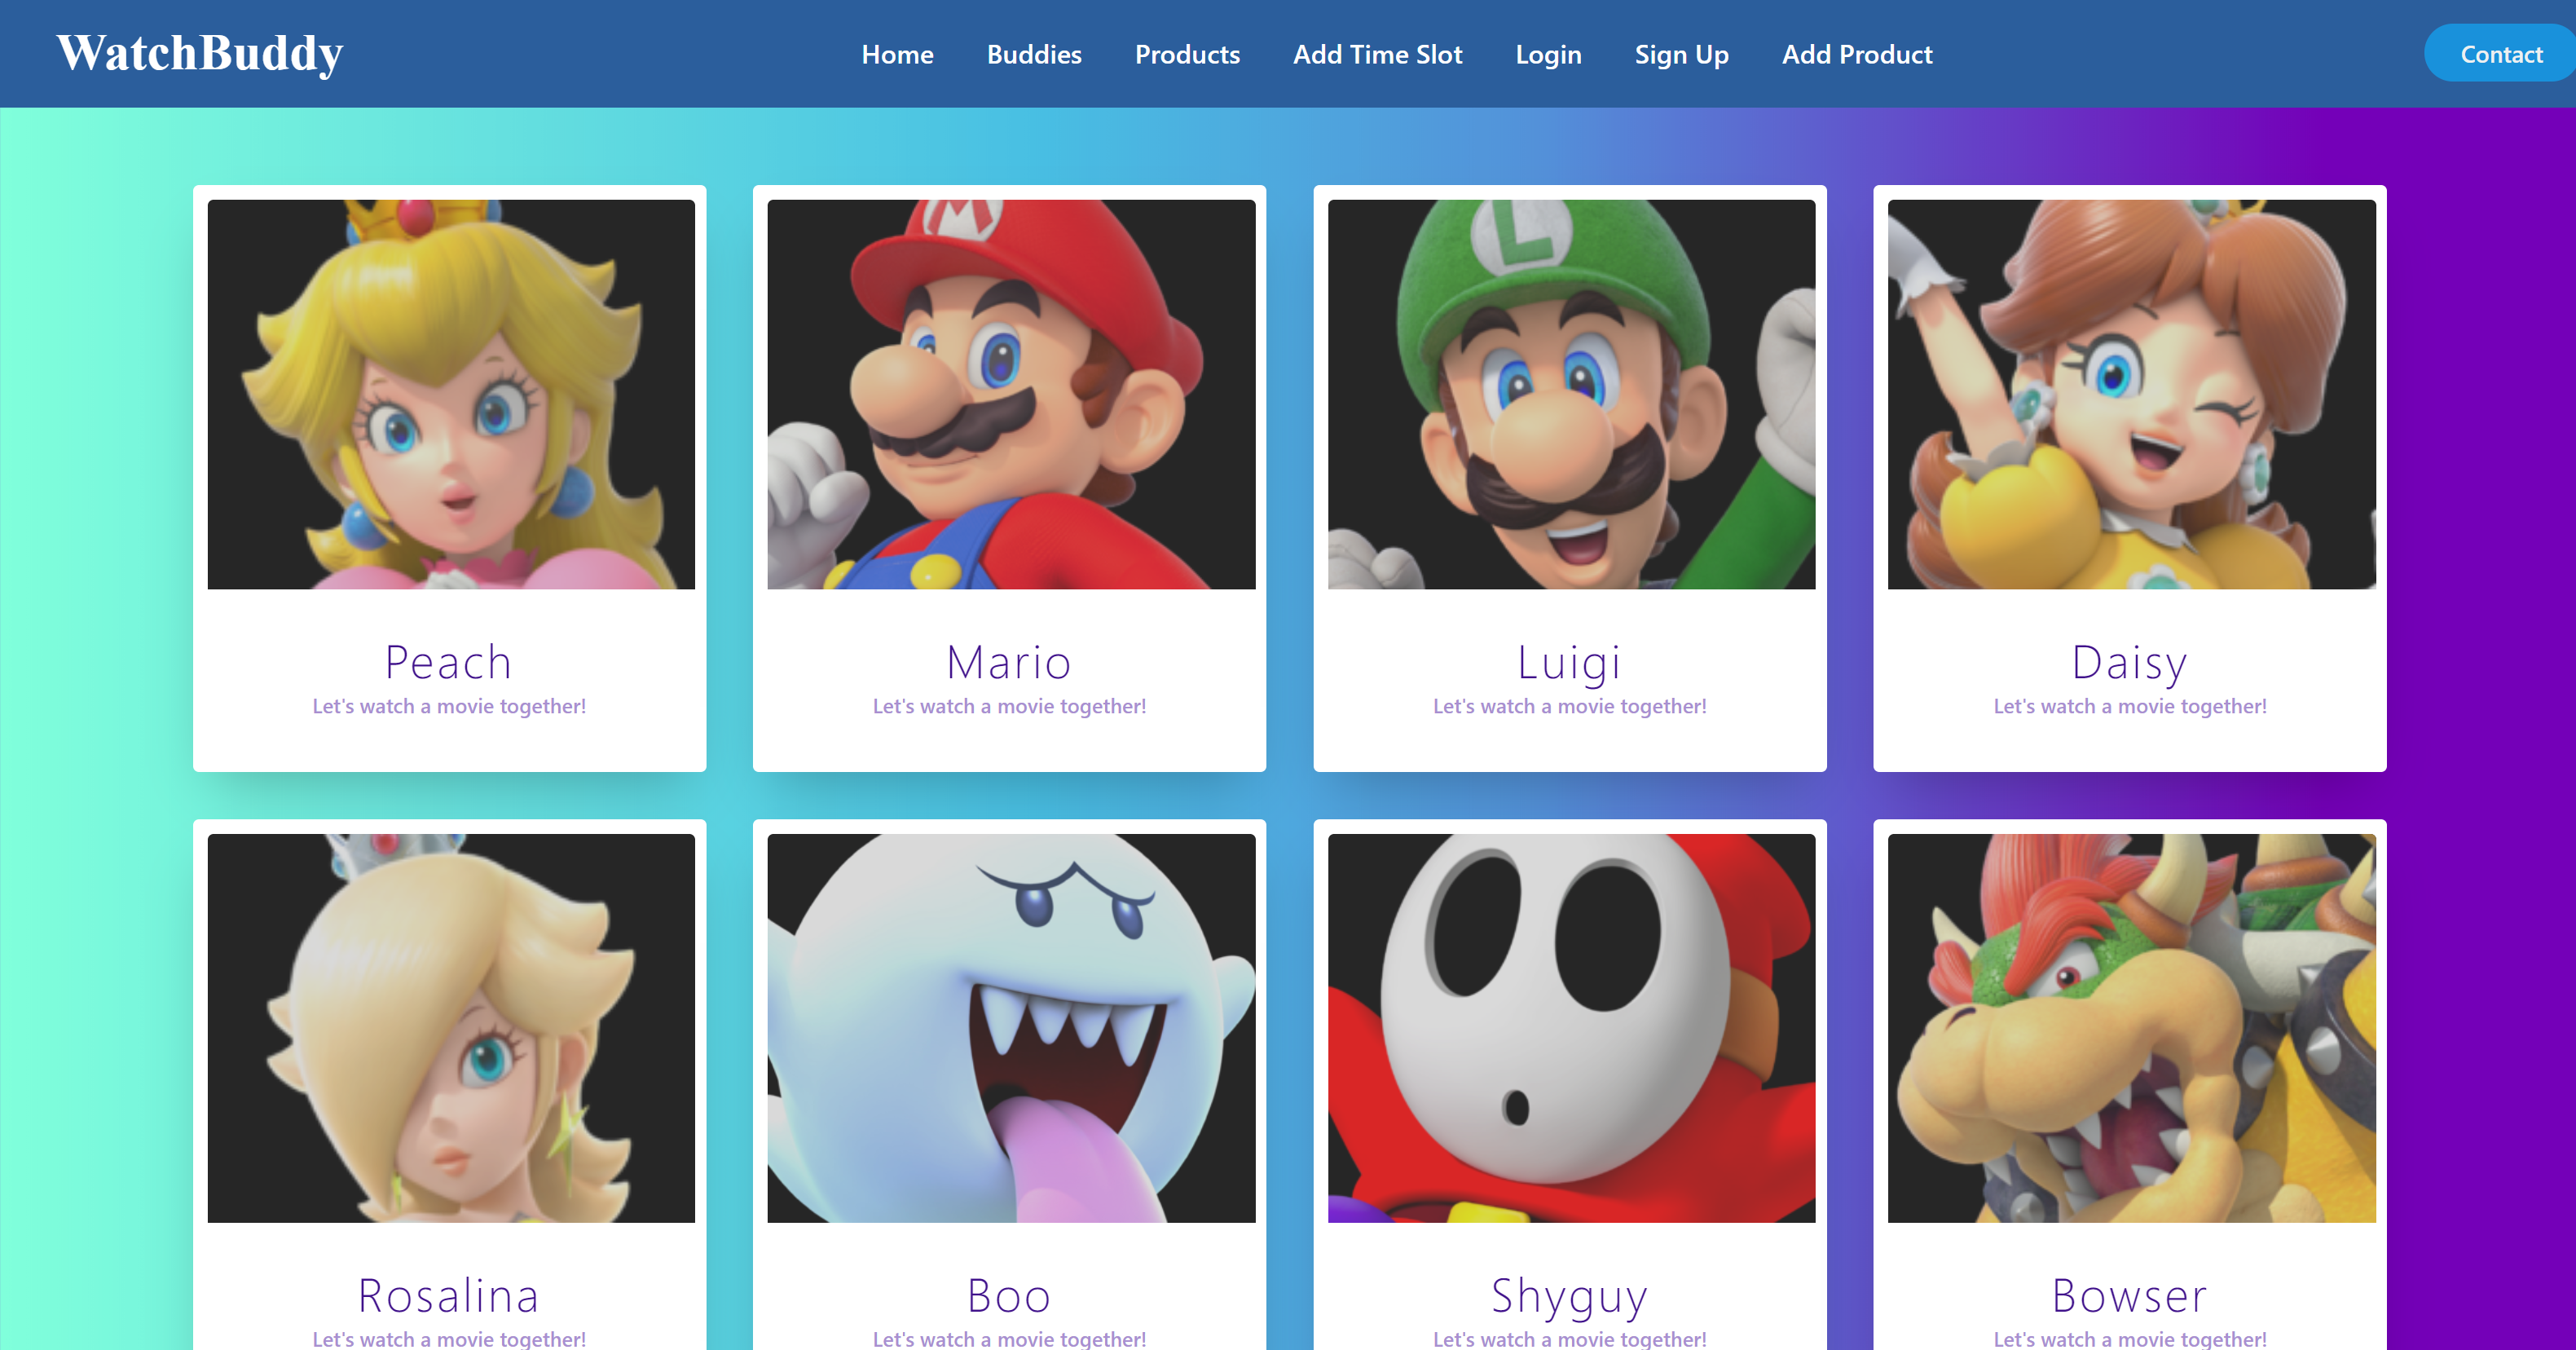 WatchBuddy Home Buddies Products Add Time Slot Login Sign Up Add Product Contact
M L
Peach Mario Luigi Daisy
Let's watch a movie together! Let's watch a movie together! Let's watch a movie together! Let's watch a movie together!
Rosalina Boo Shyguy Bowser
Let's watch a movie together! Let's watch a movie together! Let's watch a movie together! Let's watch a movie together!